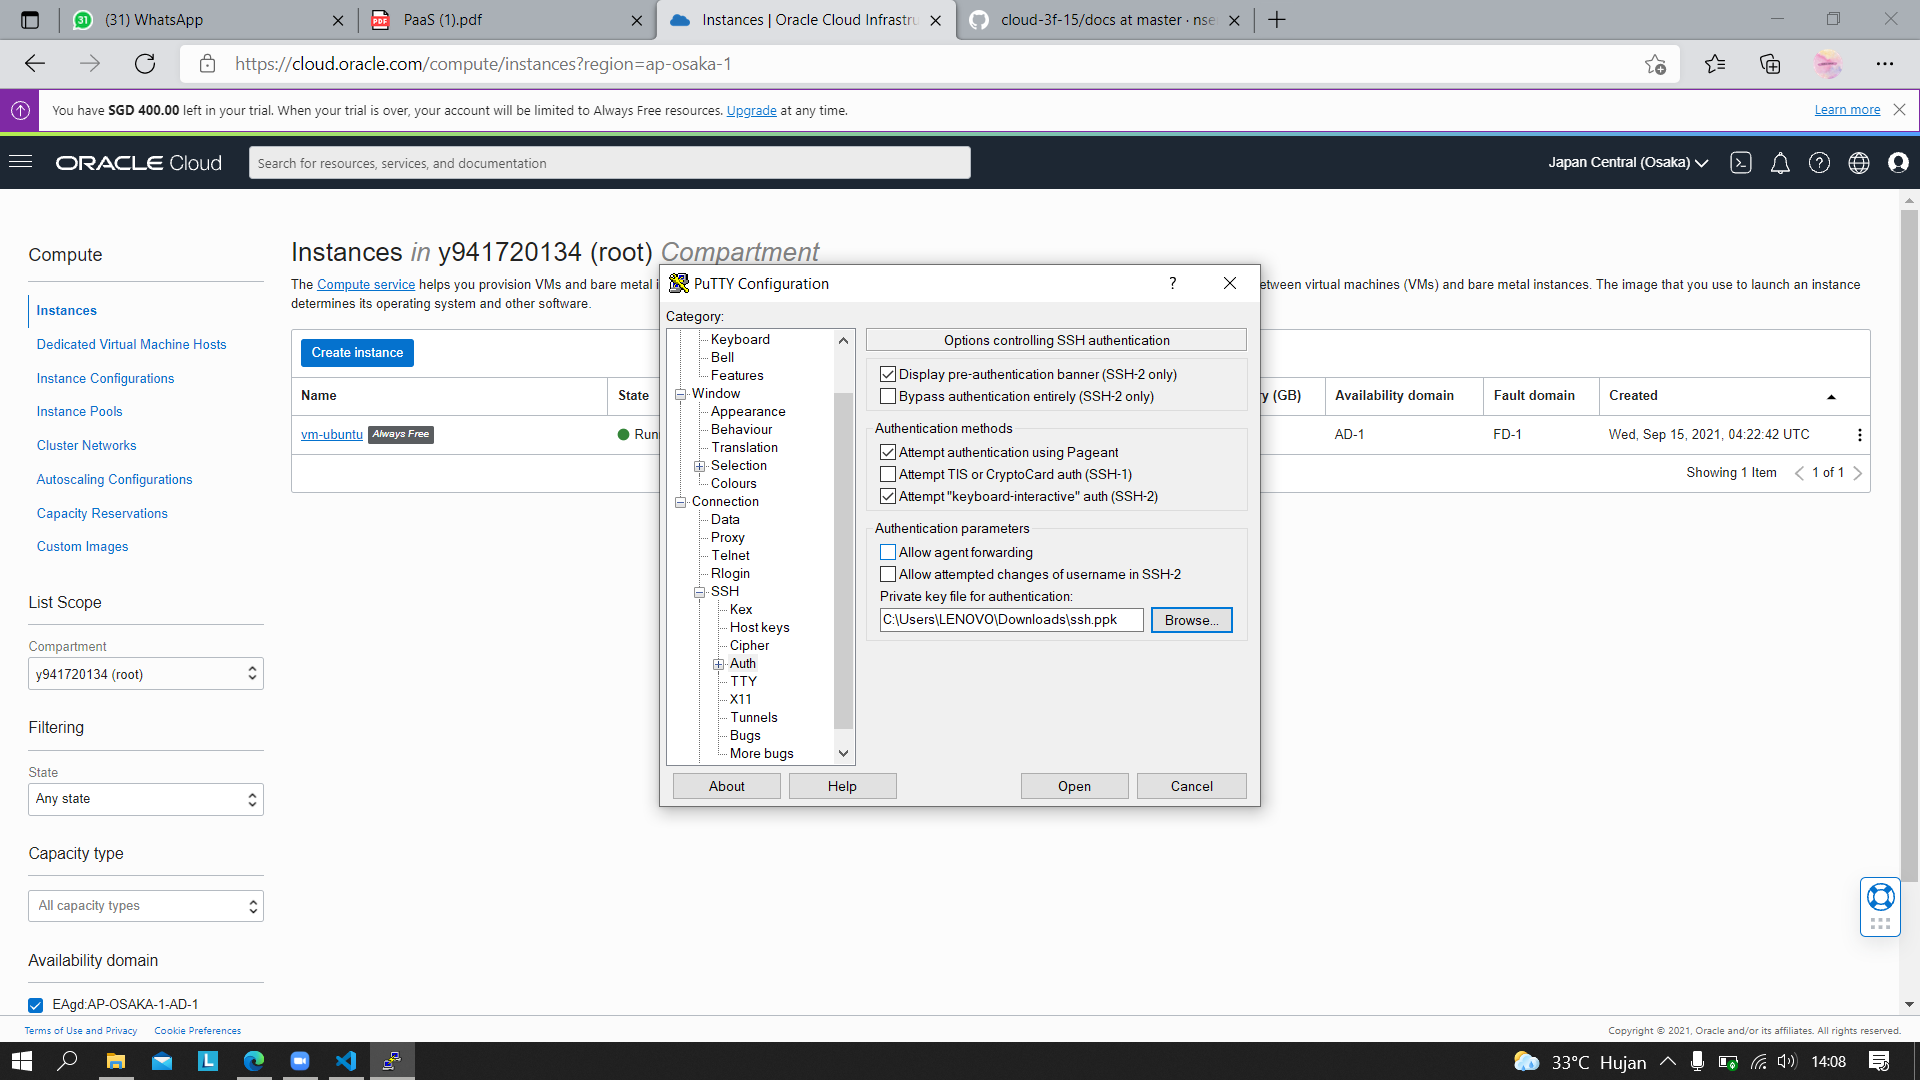 (31) WhatsApp
PaaS (1).pdf
Instances | Oracle Cloud Infrastru
cloud-3f-15/docs at master · nse
https://cloud.oracle.com/compute/instances?region=ap-osaka-1
You have SGD 400.00 left in your trial. When your trial is over, your account will be limited to Always Free resources. Upgrade at any time.
Learn more
ORACLE Cloud
Search for resources, services, and documentation
Japan Central (Osaka)
Compute
Instances
Dedicated Virtual Machine Hosts
Instance Configurations
Instance Pools
Cluster Networks
Autoscaling Configurations
Capacity Reservations
Custom Images
List Scope
Compartment
y941720134 (root)
Filtering
State
Any state
Capacity type
All capacity types
Availability domain
EAgd:AP-OSAKA-1-AD-1
Instances in y941720134 (root) Compartment
The Compute service helps you provision VMs and bare metal i
etween virtual machines (VMs) and bare metal instances. The image that you use to launch an instance
determines its operating system and other software.
Create instance
Name
State
y (GB)
Availability domain
Fault domain
Created
vm-ubuntu
Always Free
Runn
AD-1
FD-1
Wed, Sep 15, 2021, 04:22:42 UTC
Showing 1 Item
1 of 1
PuTTY Configuration
?
Category:
Keyboard
Bell
Features
Window
Appearance
Behaviour
Translation
Selection
Colours
Connection
Data
Proxy
Telnet
Rlogin
SSH
Kex
Host keys
Cipher
Auth
TTY
X11
Tunnels
Bugs
More bugs
Options controlling SSH authentication
Display pre-authentication banner (SSH-2 only)
Bypass authentication entirely (SSH-2 only)
Authentication methods
Attempt authentication using Pageant
Attempt TIS or CryptoCard auth (SSH-1)
Attempt "keyboard-interactive" auth (SSH-2)
Authentication parameters
Allow agent forwarding
Allow attempted changes of username in SSH-2
Private key file for authentication:
C:\Users\LENOVO\Downloads\ssh.ppk
Browse...
About
Help
Open
Cancel
Terms of Use and Privacy
Cookie Preferences
Copyright © 2021, Oracle and/or its affiliates. All rights reserved.
33°C Hujan
14:08